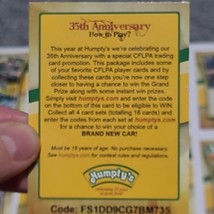 35th Anniversary
How to Play?
This year at Humpty's we're celebrating our
35th Anniversary with a special CFLPA trading
card promotion. This package includes some
of your favorite CFLPA player cards and by
collecting these cards you're now one step
closer to having a chance to win the Grand
Prize along with some instant win prizes.
Simply visit humptys.com and enter the code
on the bottom of this card to be eligible to WIN.
Collect all 4 card sets (totaling 16 cards) and
enter the codes from each set at humptys.com
for your chance of a
BRAND NEW CAR!
Must be 18 years of age. No purchase necessary.
See humptys.com for contest rules and regulations.
Humpty's
Code: FS1DD9CG7BM735